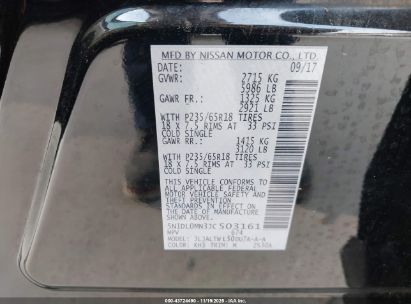 MFD BY NISSAN MOTOR CO., LTD.
DATE: 09/17
GVWR: 2715 KG
5986 LB
GAWR FR.: 1325 KG
2921 LB
WITH P235/65R18 TIRES
18 X 7.5 RIMS AT 33 PSI
COLD SINGLE
GAWR RR.: 1415 KG
3120 LB
WITH P235/65R18 TIRES
18 X 7.5 RIMS AT 33 PSI
COLD SINGLE
THIS VEHICLE CONFORMS TO ALL
APPLICABLE U.S. FEDERAL MOTOR
VEHICLE SAFETY STANDARDS IN
EFFECT ON THE DATE OF
MANUFACTURE SHOWN ABOVE.
5N1DL0MN3JC503161
MPV
MODEL:
COLOR: KH3 TRIM: K